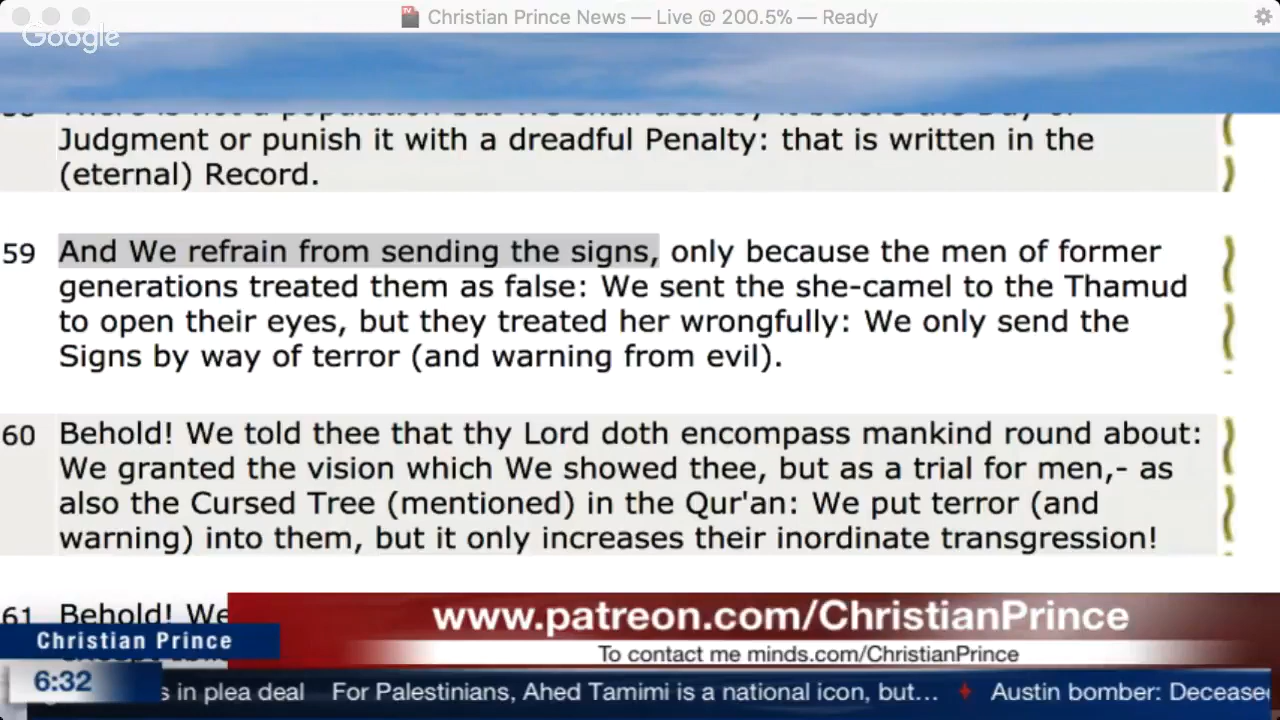 Christian Prince News — Live @ 200.5% — Ready
Google
Judgment or punish it with a dreadful Penalty: that is written in the
(eternal) Record.
59 And We refrain from sending the signs, only because the men of former
generations treated them as false: We sent the she-camel to the Thamud
to open their eyes, but they treated her wrongfully: We only send the
Signs by way of terror (and warning from evil).
60 Behold! We told thee that thy Lord doth encompass mankind round about:
We granted the vision which We showed thee, but as a trial for men,- as
also the Cursed Tree (mentioned) in the Qur'an: We put terror (and
warning) into them, but it only increases their inordinate transgression!
61 Behold! We
www.patreon.com/ChristianPrince
Christian Prince
To contact me minds.com/ChristianPrince
6:32
s in plea deal For Palestinians, Ahed Tamimi is a national icon, but... Austin bomber: Decease